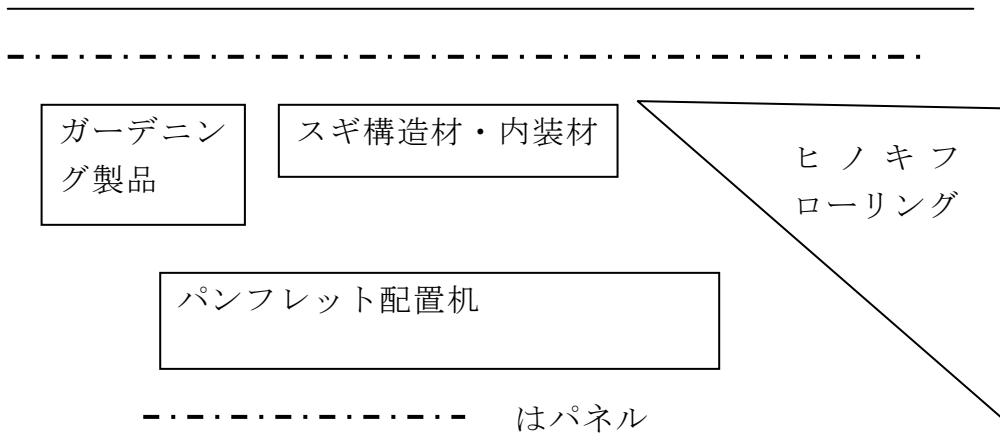 ガーデニン
グ製品
スギ構造材・内装材
ヒノキフ
ローリング
パンフレット配置机
はパネル